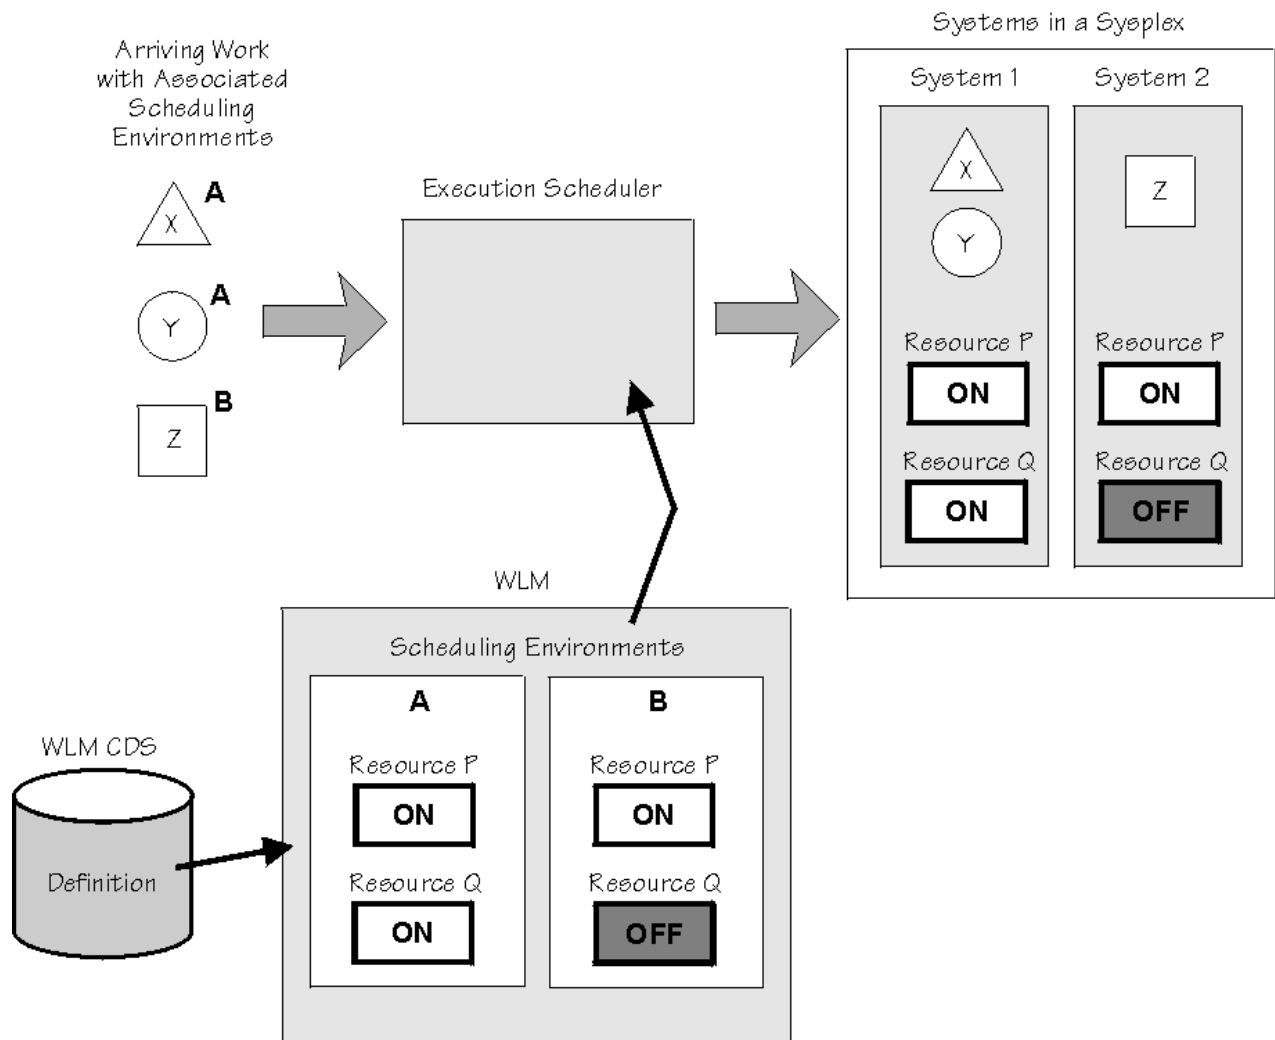 Systems in a Sysplex
Arriving Work
with Associated
Scheduling
Environments
System 1
System 2
X
A
Y
A
Z
B
Execution Scheduler
X
Y
Z
Resource P
ON
Resource Q
ON
Resource P
ON
Resource Q
OFF
WLM
Scheduling Environments
A
Resource P
ON
Resource Q
ON
B
Resource P
ON
Resource Q
OFF
WLM CDS
Definition